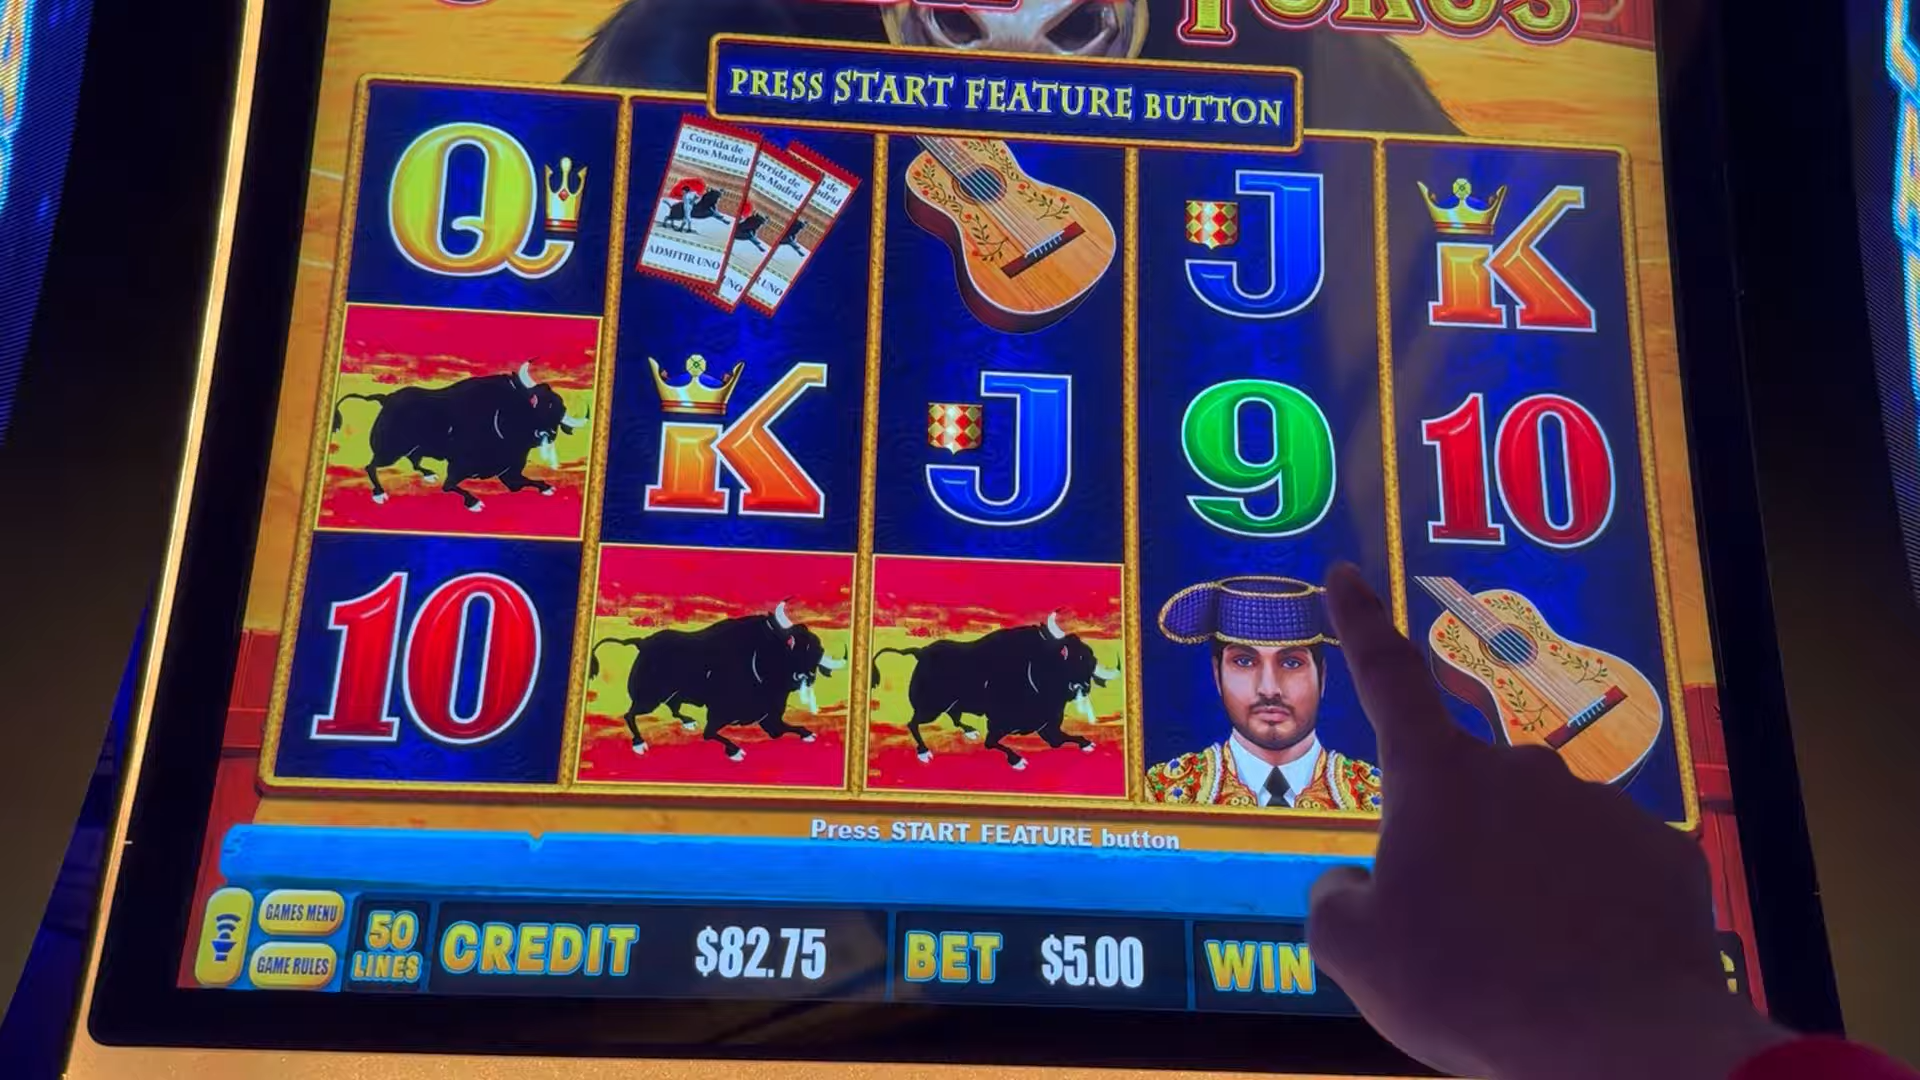 TOROS
PRESS START FEATURE BUTTON
Q
Corrida de
Toros Madrid
ADMITIR UNO
J
K
K
J
9
10
10
Press START FEATURE button
GAMES MENU
GAME RULES
50
LINES
CREDIT
$82.75
BET
$5.00
WIN